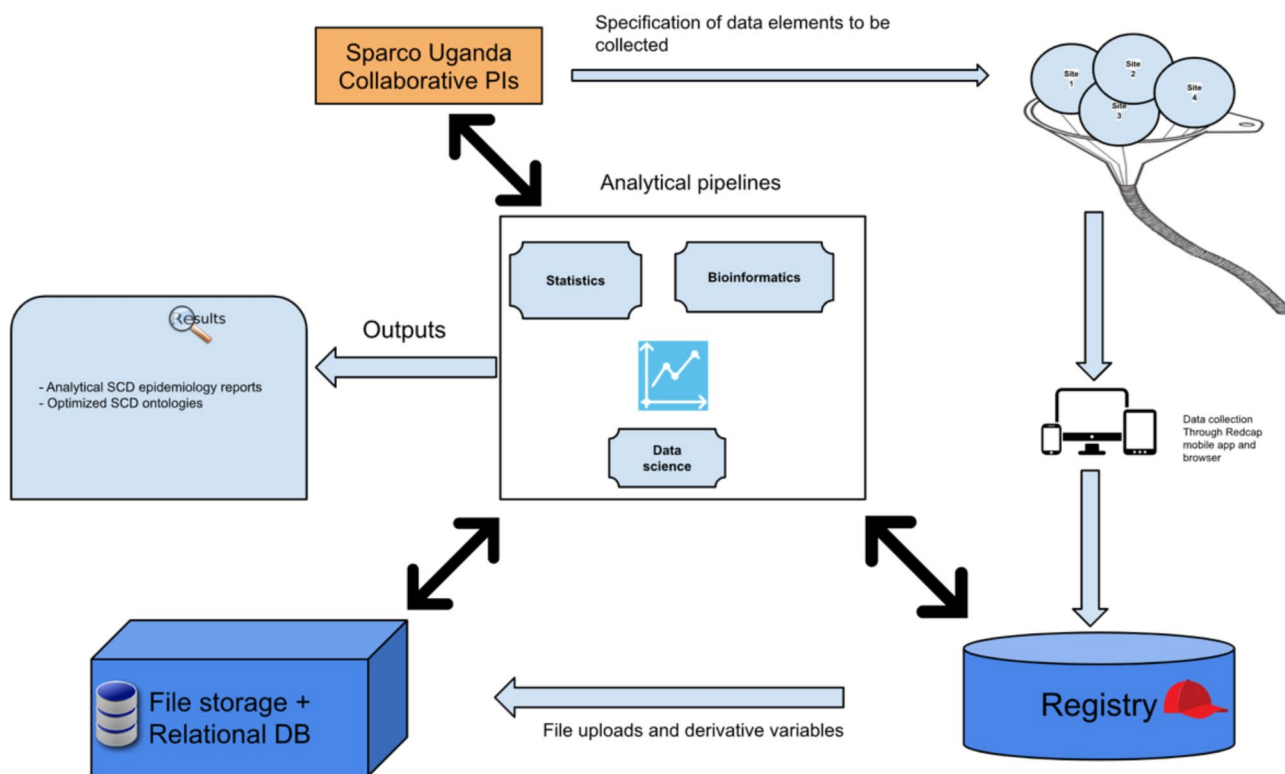 Specification of data elements to be
collected
Sparco Uganda
Collaborative PIs
Site
1
Site
2
Site
3
Site
4
Analytical pipelines
Statistics
Bioinformatics
Data
science
Outputs
Results
- Analytical SCD epidemiology reports
- Optimized SCD ontologies
Data collection
Through Redcap
mobile app and
browser
File storage +
Relational DB
File uploads and derivative variables
Registry